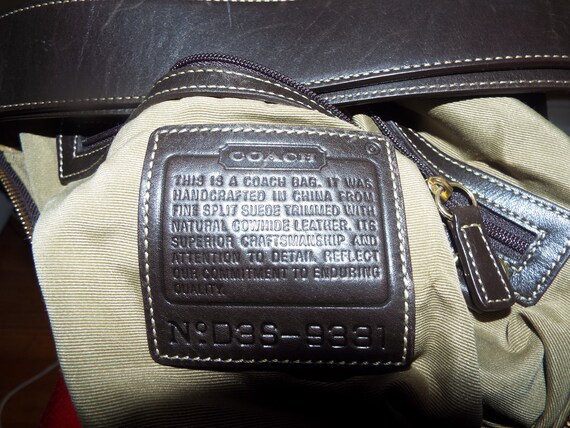 COACH ®
THIS IS A COACH BAG. IT WAS
HANDCRAFTED IN CHINA FROM
FINE SPLIT SUEDE TRIMMED WITH
NATURAL COWHIDE LEATHER. ITS
SUPERIOR CRAFTSMANSHIP AND
ATTENTION TO DETAIL REFLECT
OUR COMMITMENT TO ENDURING
QUALITY.
Nº D3S-9331